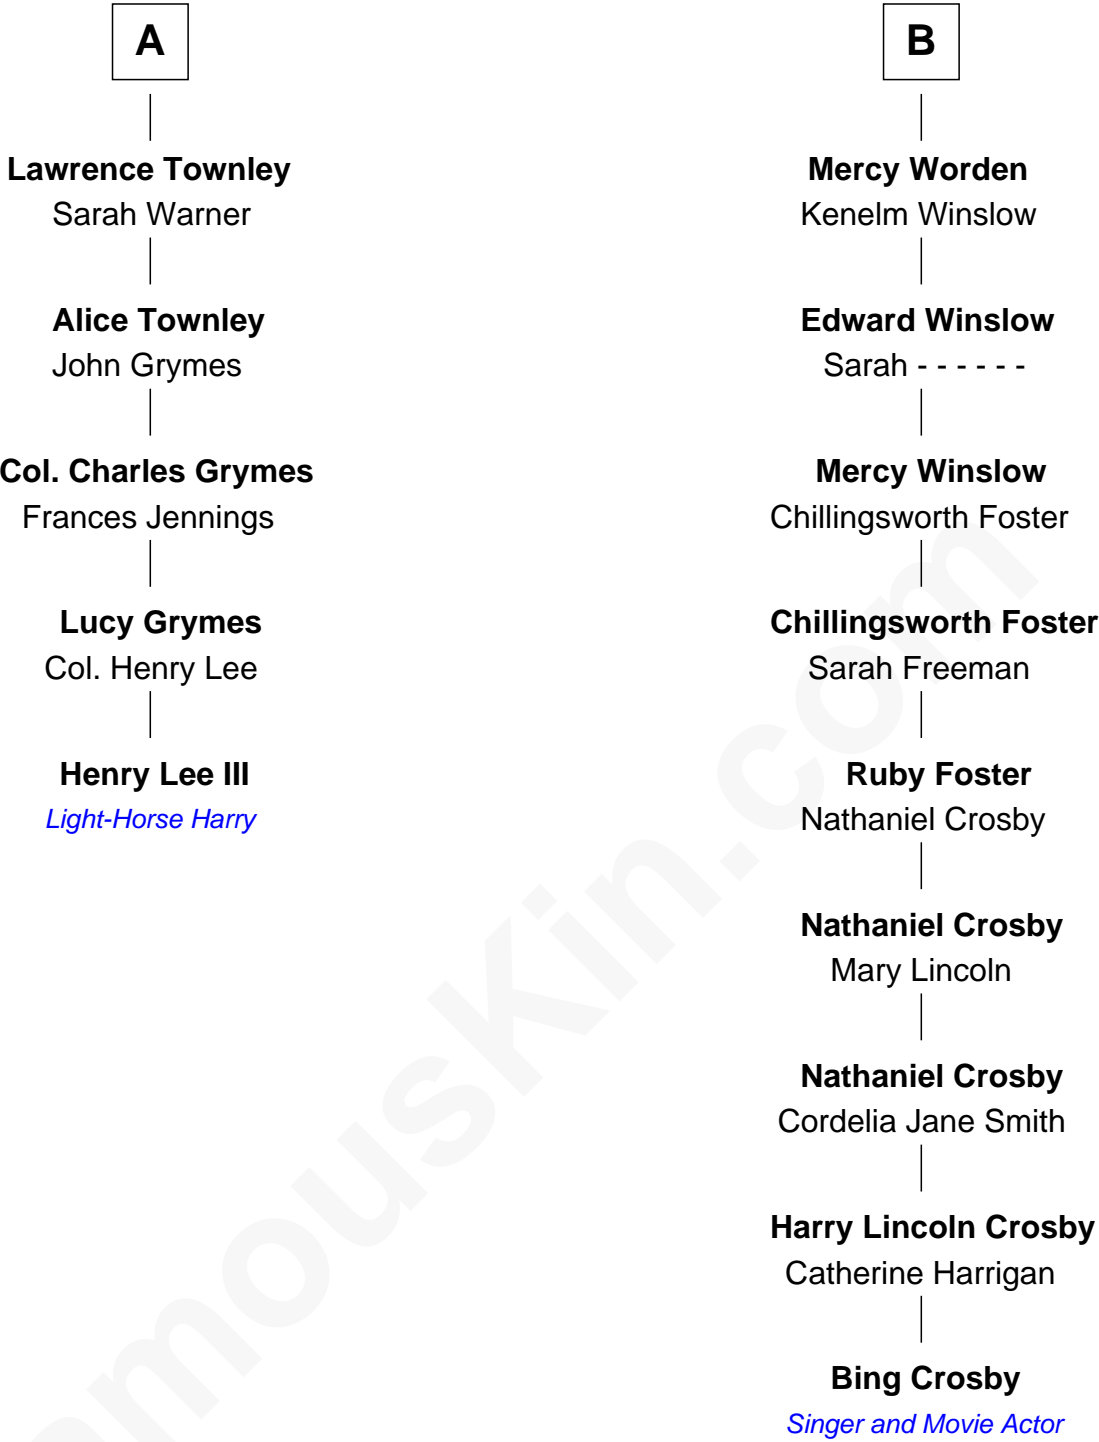 A
Lawrence Townley
Sarah Warner
Alice Townley
John Grymes
Col. Charles Grymes
Frances Jennings
Lucy Grymes
Col. Henry Lee
Henry Lee III
Light-Horse Harry
B
Mercy Worden
Kenelm Winslow
Edward Winslow
Sarah - - - - - -
Mercy Winslow
Chillingsworth Foster
Chillingsworth Foster
Sarah Freeman
Ruby Foster
Nathaniel Crosby
Nathaniel Crosby
Mary Lincoln
Nathaniel Crosby
Cordelia Jane Smith
Harry Lincoln Crosby
Catherine Harrigan
Bing Crosby
Singer and Movie Actor
amousKin.com